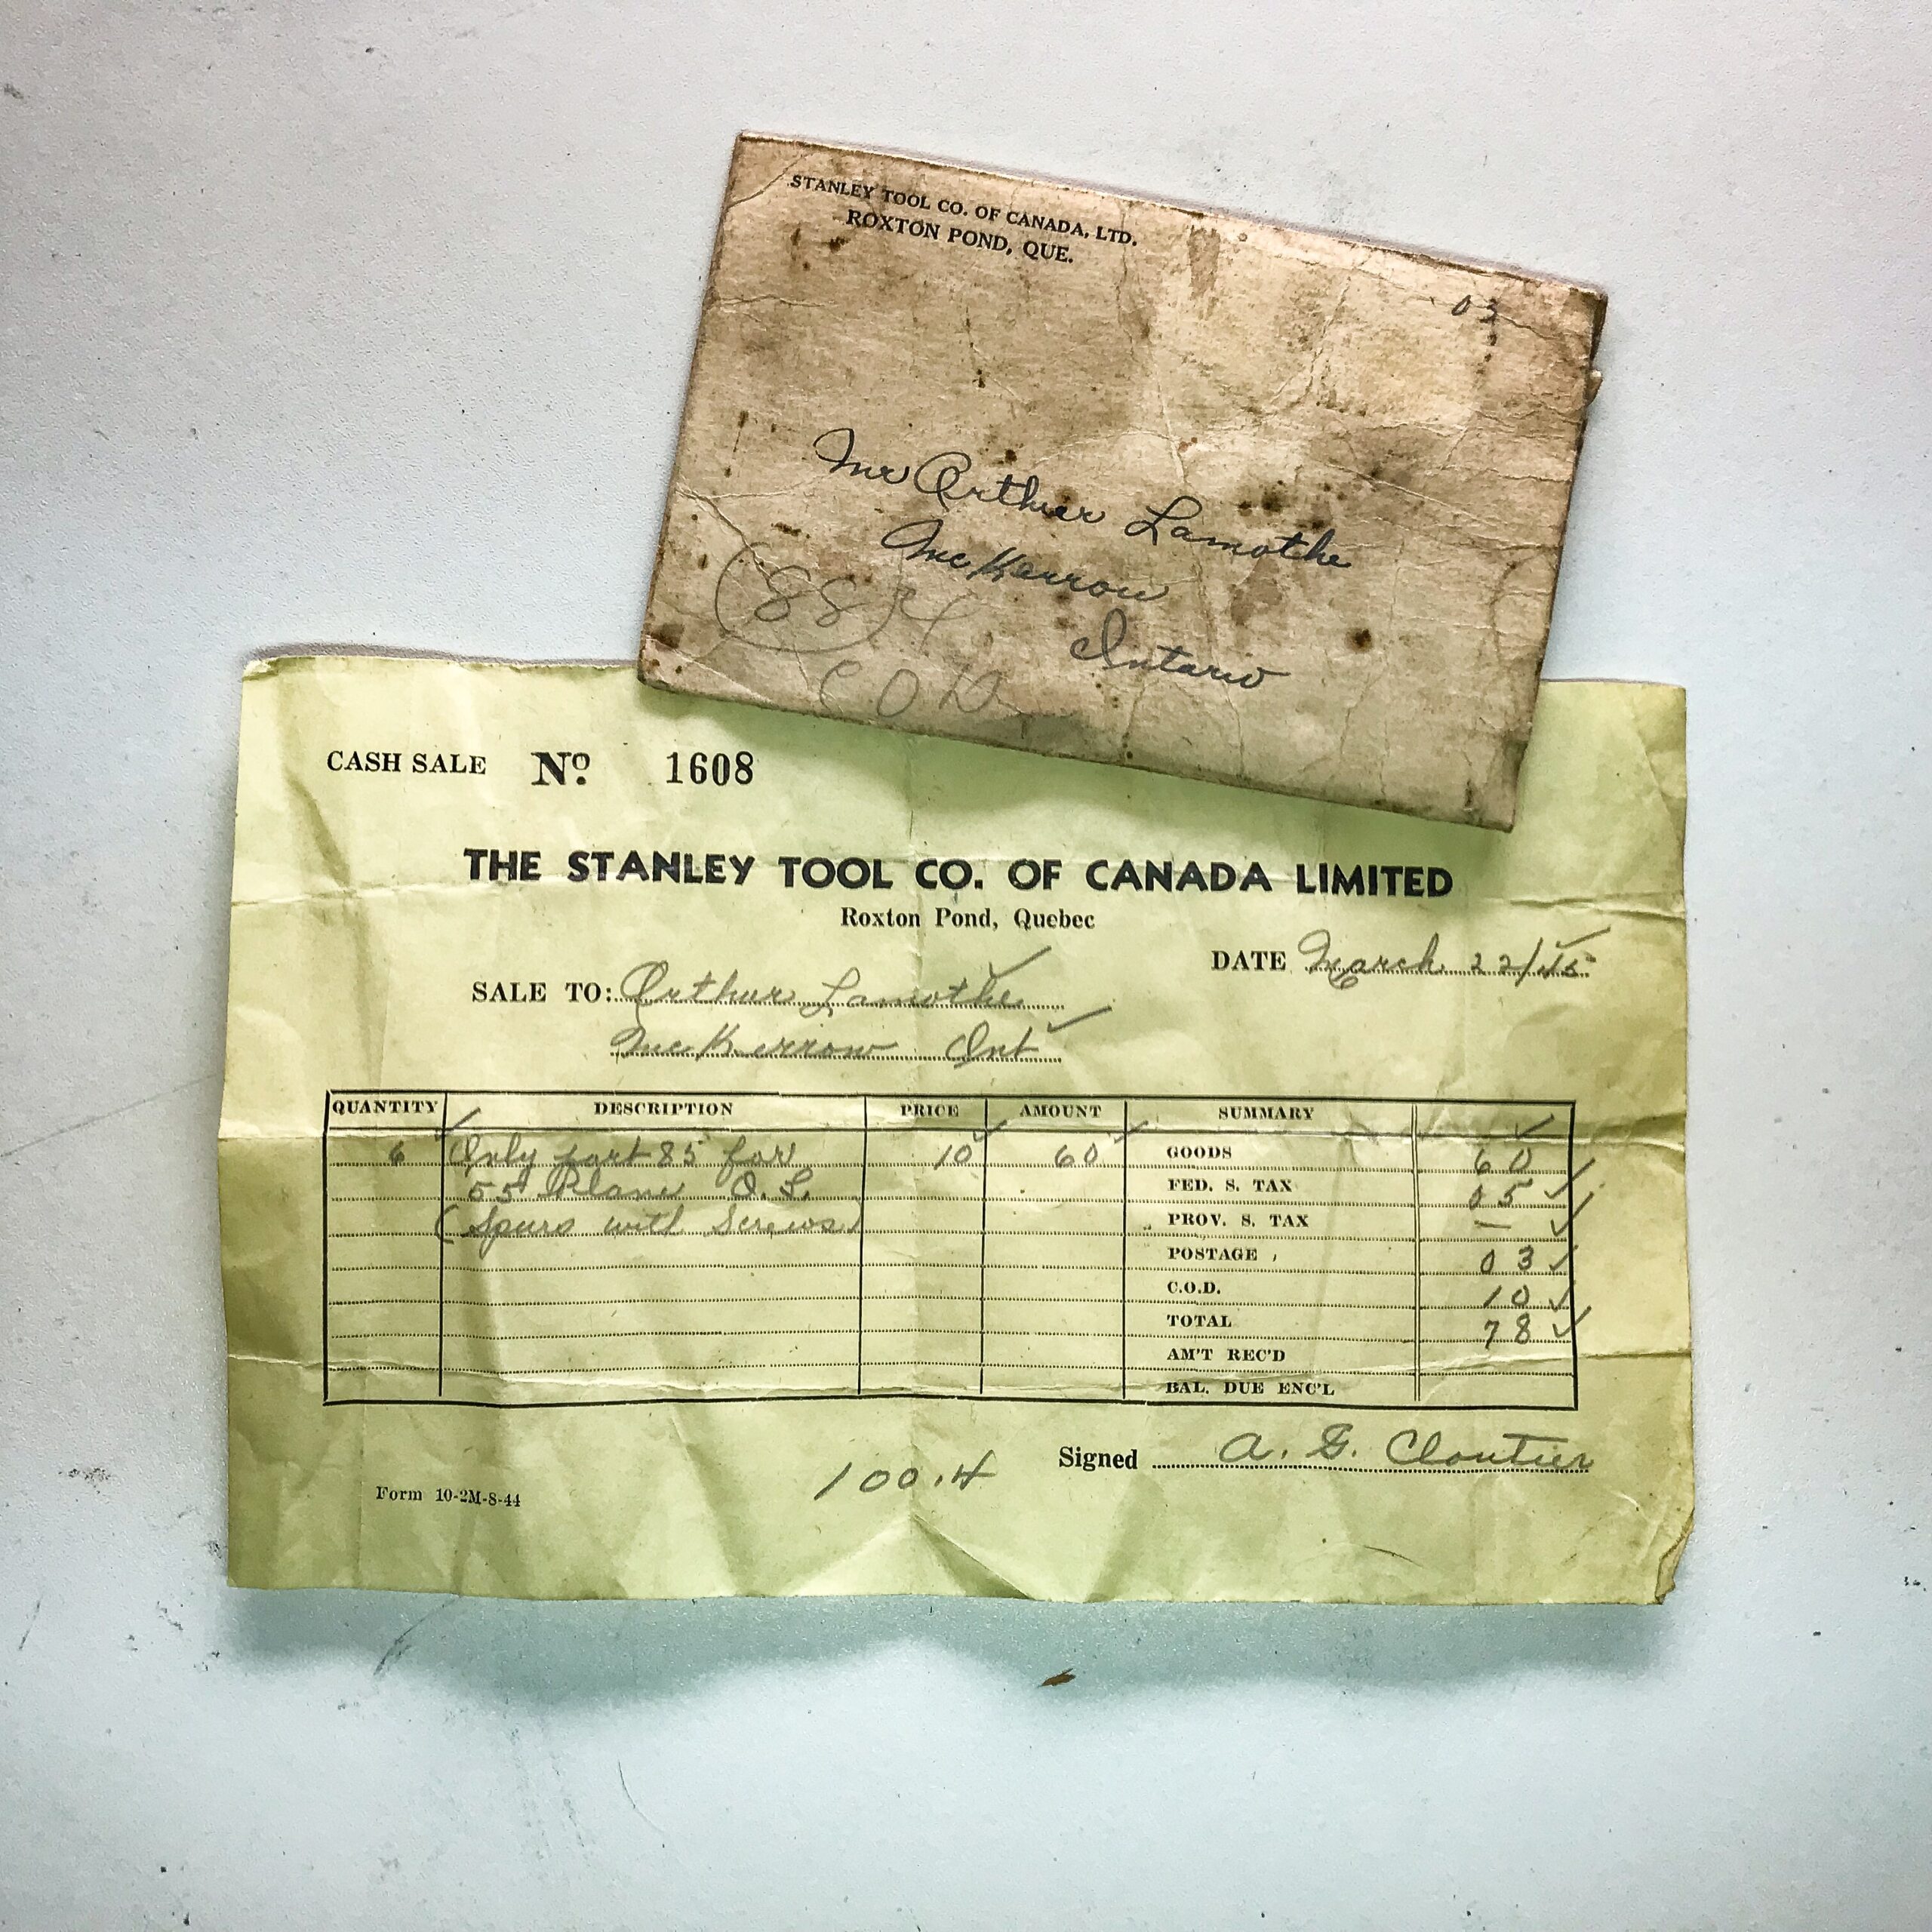 STANLEY TOOL CO. OF CANADA, LTD.
ROXTON POND, QUE.
03
Mr Arthur Lamothe
McKerrow
Ontario
(88)
COD
CASH SALE Nº. 1608
THE STANLEY TOOL CO. OF CANADA LIMITED
Roxton Pond, Quebec
DATE March 22/45
SALE TO: Arthur Lamothe
McKerrow Ont
QUANTITY DESCRIPTION PRICE AMOUNT SUMMARY
6 Only part 85 for 10 60 GOODS 60
55 Plane O.S. FED. S. TAX 05
(Spurs with Screws) PROV. S. TAX —
POSTAGE 03
C.O.D. 10
TOTAL 78
AM'T REC'D
BAL. DUE ENC'L
Signed A. G. Cloutier
100.4
Form 10-2M-8-44